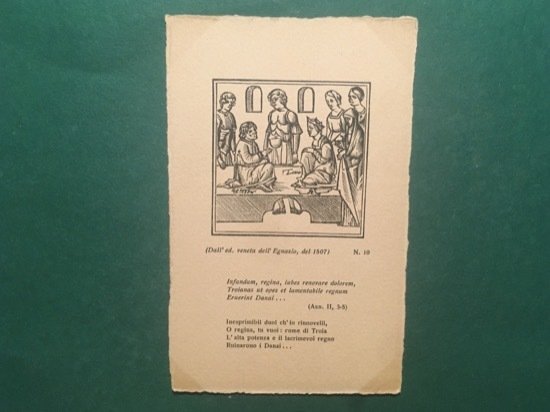 (Dall' ed. veneta dell' Egnazio, del 1507) N. 10
Infandum, regina, iubes renovare dolorem,
Troianas ut opes et lamentabile regnum
Eruerint Danai . . .
(Aen. II, 3-5)
Inesprimibil duol ch' io rinnovelli,
O regina, tu vuoi: come di Troia
L' alta potenza e il lacrimevol regno
Ruinarono i Danai . . .